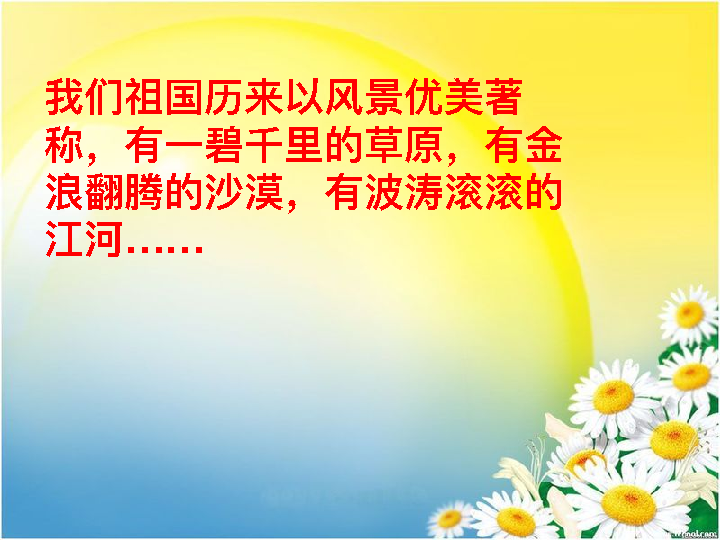 我们祖国历来以风景优美著
称，有一碧千里的草原，有金
浪翻腾的沙漠，有波涛滚滚的
江河……